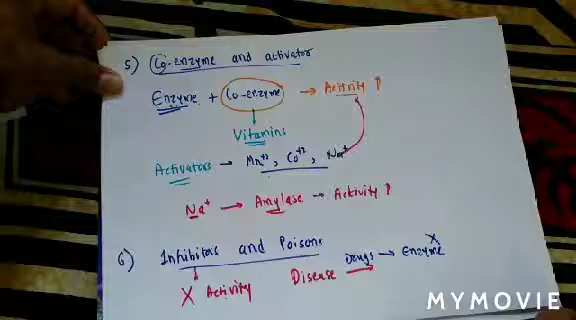 5) Co-enzyme and activator
Enzyme + Co-enzyme → Activity ↑
Vitamins
Activators → Mn+2, Co+2, Na+
Na+ → Amylase → Activity ↑
6) Inhibitors and Poisons
Disease Drugs → Enzyme X
X Activity
MYMOVIE